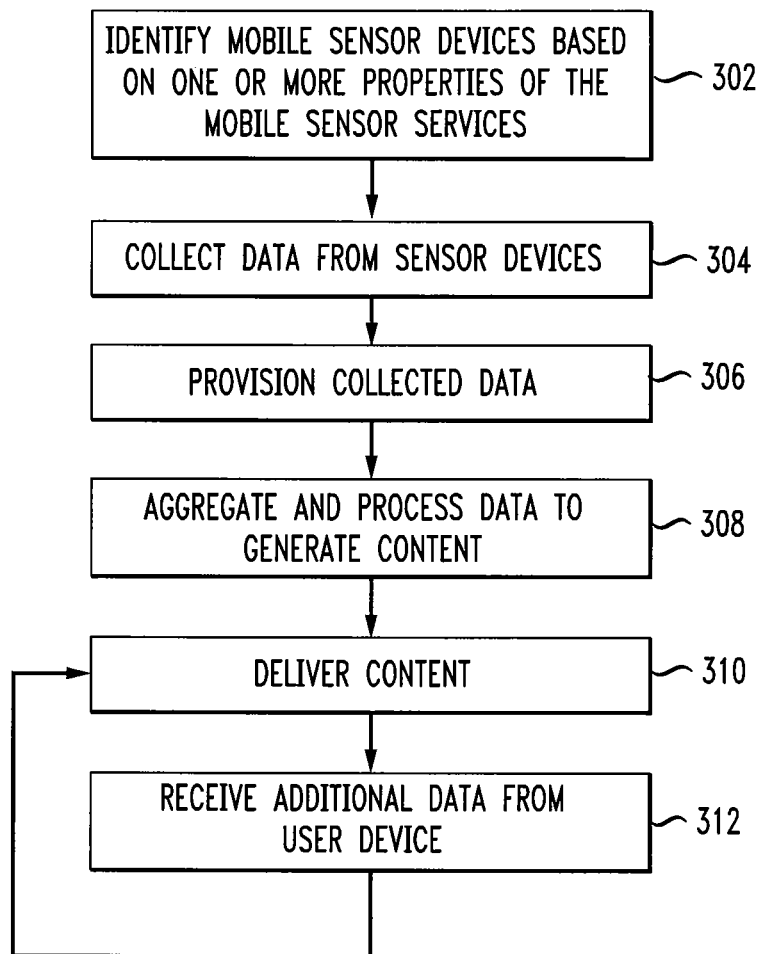 IDENTIFY MOBILE SENSOR DEVICES BASED
ON ONE OR MORE PROPERTIES OF THE
MOBILE SENSOR SERVICES
302
COLLECT DATA FROM SENSOR DEVICES
304
PROVISION COLLECTED DATA
306
AGGREGATE AND PROCESS DATA TO
GENERATE CONTENT
308
DELIVER CONTENT
310
RECEIVE ADDITIONAL DATA FROM
USER DEVICE
312